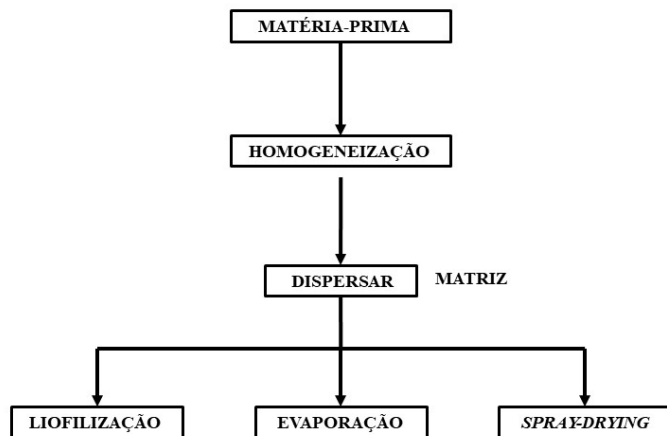 MATÉRIA-PRIMA
HOMOGENEIZAÇÃO
DISPERSAR MATRIZ
LIOFILIZAÇÃO EVAPORAÇÃO SPRAY-DRYING